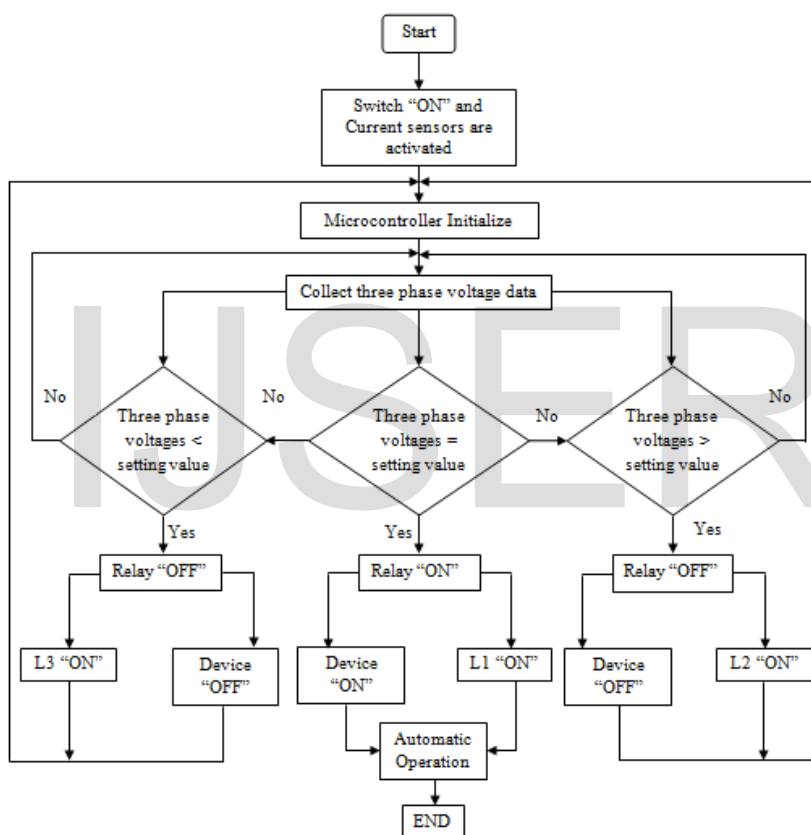 Start
Switch “ON” and
Current sensors are
activated
Microcontroller Initialize
Collect three phase voltage data
IJSER
No
No
No
No
Three phase
voltages <
setting value
Three phase
voltages =
setting value
Three phase
voltages >
setting value
Yes
Yes
Yes
Relay “OFF”
Relay “ON”
Relay “OFF”
L3 “ON”
Device
“OFF”
Device
“ON”
L1 “ON”
Device
“OFF”
L2 “ON”
Automatic
Operation
END